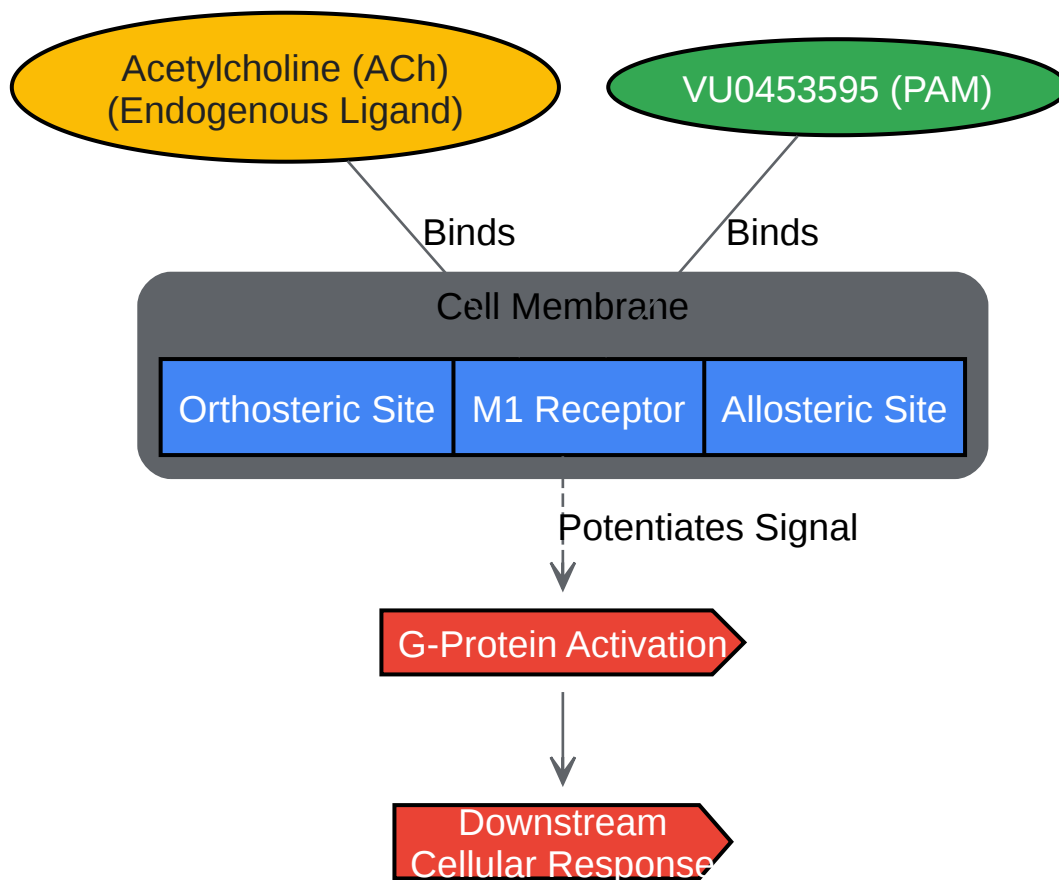 Acetylcholine (ACh)
(Endogenous Ligand)
VU0453595 (PAM)
Binds
Binds
Cell Membrane
Orthosteric Site
M1 Receptor
Allosteric Site
Potentiates Signal
G-Protein Activation
Downstream
Cellular Response